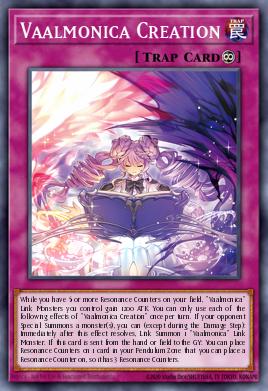 Vaalmonica Creation
TRAP
[Trap Card
While you have 6 or more Resonance Counters on your field, "Vaalmonica"
Link Monsters you control gain 1200 ATK. You can only use each of the
following effects of "Vaalmonica Creation" once per turn. If your opponent
Special Summons a monster(s), you can (except during the Damage Step):
Immediately after this effect resolves, Link Summon 1 "Vaalmonica" Link
Monster. If this card is sent from the hand or field to the GY: You can place
Resonance Counters on 1 card in your Pendulum Zone that you can place a
Resonance Counter on, so it has 3 Resonance Counters.